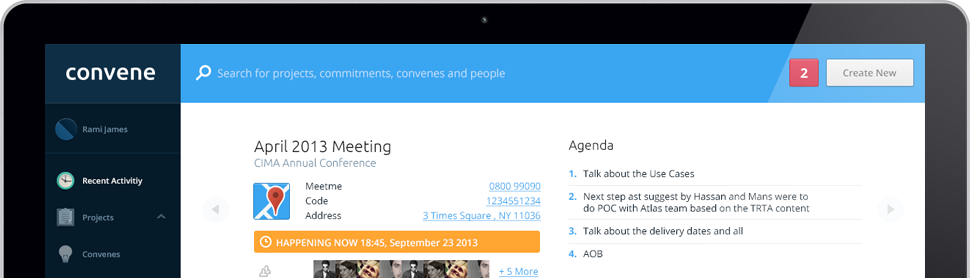 convene
Search for projects, commitments, convenes and people
2
Create New
Rami James
Recent Activitiy
Projects
Convenes
April 2013 Meeting
CIMA Annual Conference
Meetme 0800 99090
Code 1234551234
Address 3 Times Square , NY 11036
HAPPENING NOW 18:45, September 23 2013
+ 5 More
Agenda
1. Talk about the Use Cases
2. Next step ast suggest by Hassan and Mans were to
do POC with Atlas team based on the TRTA content
3. Talk about the delivery dates and all
4. AOB